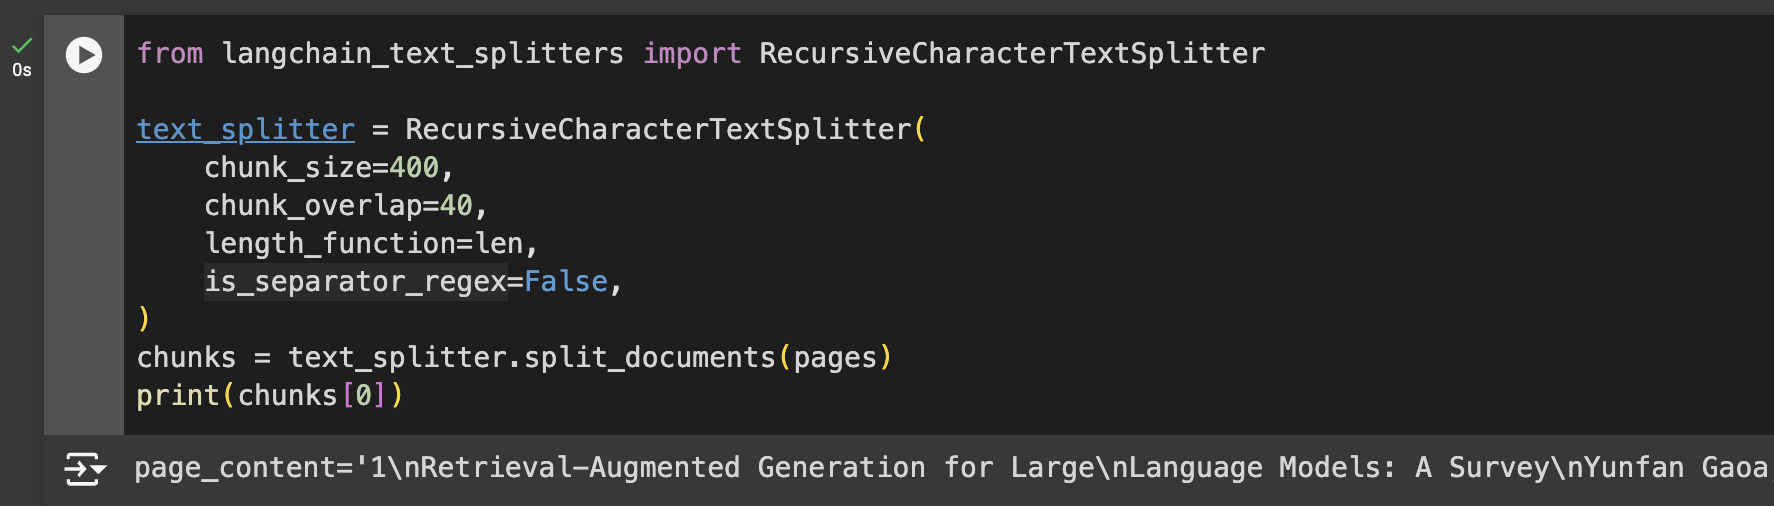 0s
from langchain_text_splitters import RecursiveCharacterTextSplitter
text_splitter = RecursiveCharacterTextSplitter(
    chunk_size=400,
    chunk_overlap=40,
    length_function=len,
    is_separator_regex=False,
)
chunks = text_splitter.split_documents(pages)
print(chunks[0])
page_content='1\nRetrieval-Augmented Generation for Large\nLanguage Models: A Survey\nYunfan Gaoa